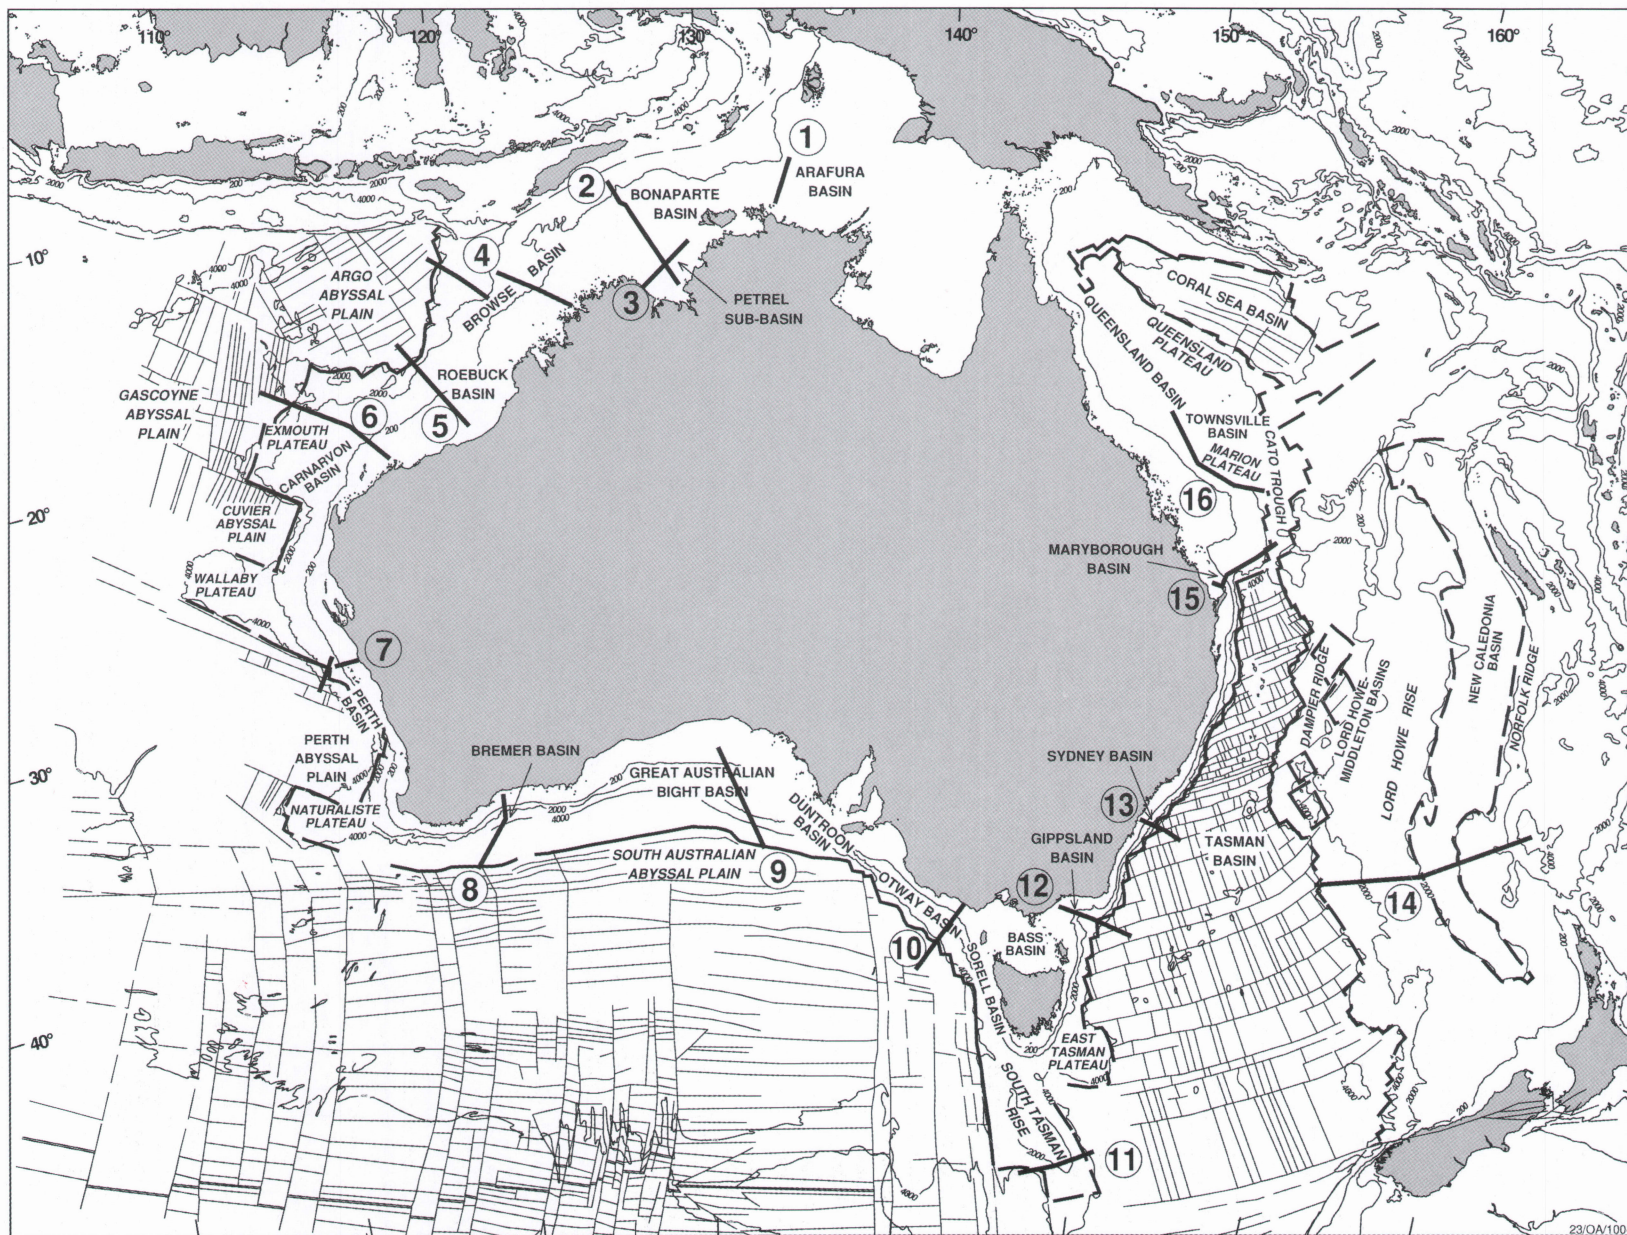 110°
120°
130°
140°
150°
160°
1
ARAFURA
BASIN
2
BONAPARTE
BASIN
4
BROWSE BASIN
3
PETREL
SUB-BASIN
10°
ARGO
ABYSSAL
PLAIN
CORAL SEA BASIN
QUEENSLAND
PLATEAU
QUEENSLAND BASIN
ROEBUCK
BASIN
5
6
GASCOYNE
ABYSSAL
PLAIN
EXMOUTH
PLATEAU
CARNARVON
BASIN
TOWNSVILLE
BASIN
MARION
PLATEAU
CATO TROUGH
16
20°
CUVIER
ABYSSAL
PLAIN
WALLABY
PLATEAU
MARYBOROUGH
BASIN
15
7
PERTH
BASIN
NEW CALEDONIA
BASIN
NORFOLK RIDGE
DAMPIER RIDGE
LORD HOWE-
MIDDLETON BASINS
LORD HOWE RISE
PERTH
ABYSSAL
PLAIN
30°
NATURALISTE
PLATEAU
BREMER BASIN
GREAT AUSTRALIAN
BIGHT BASIN
DUNTROON
BASIN
SYDNEY BASIN
13
GIPPSLAND
BASIN
12
TASMAN
BASIN
SOUTH AUSTRALIAN
ABYSSAL PLAIN
8
9
14
OTWAY BASIN
10
BASS
BASIN
SORELL BASIN
40°
EAST
TASMAN
PLATEAU
SOUTH TASMAN
RISE
11
200
2000
4000
23/OA/100